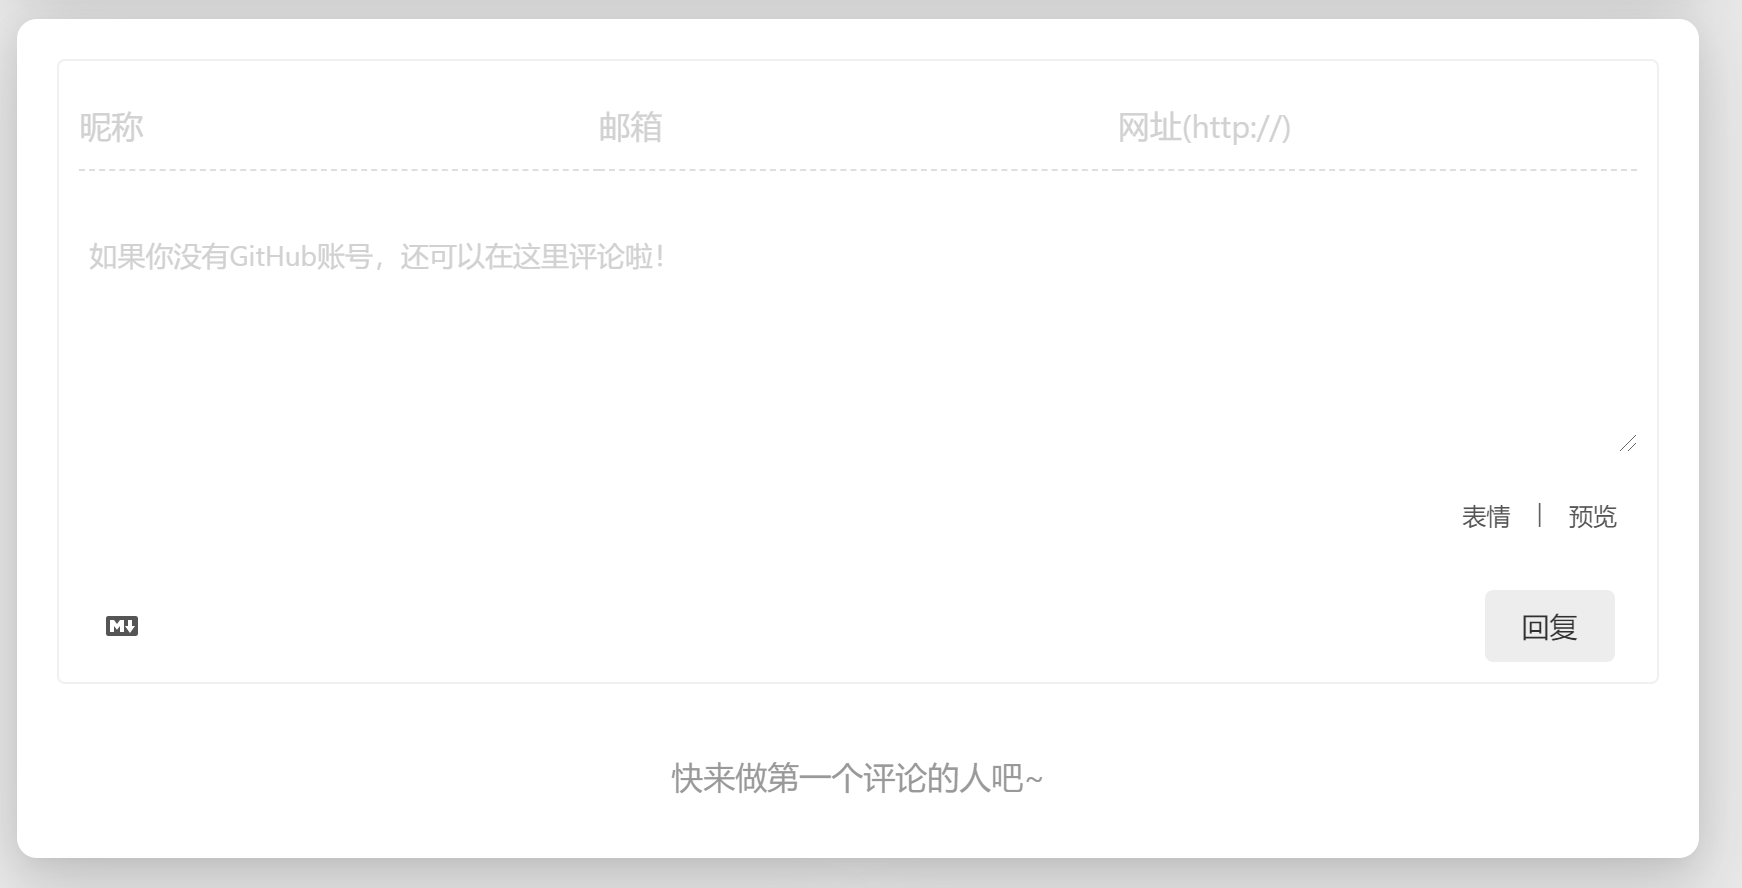 昵称 邮箱 网址(http://)
如果你没有GitHub账号，还可以在这里评论啦！
表情 | 预览
M↓ 回复
快来做第一个评论的人吧~